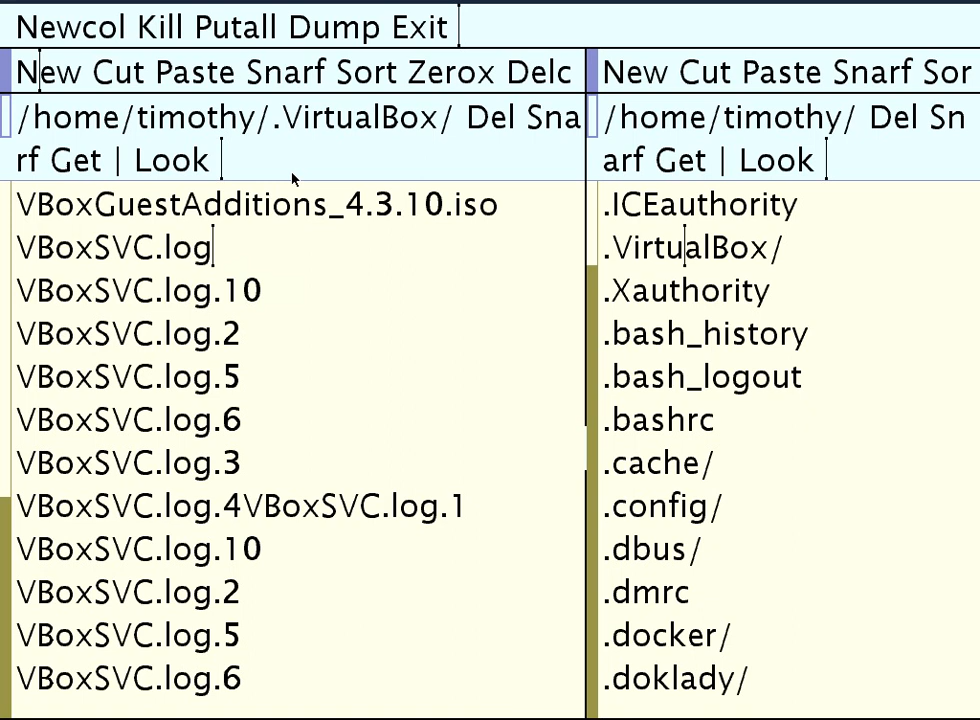 Newcol Kill Putall Dump Exit
New Cut Paste Snarf Sort Zerox Delc
/home/timothy/.VirtualBox/ Del Sna
rf Get | Look
VBoxGuestAdditions_4.3.10.iso
VBoxSVC.log
VBoxSVC.log.10
VBoxSVC.log.2
VBoxSVC.log.5
VBoxSVC.log.6
VBoxSVC.log.3
VBoxSVC.log.4VBoxSVC.log.1
VBoxSVC.log.10
VBoxSVC.log.2
VBoxSVC.log.5
VBoxSVC.log.6
New Cut Paste Snarf Sor
/home/timothy/ Del Sn
arf Get | Look
.ICEauthority
.VirtualBox/
.Xauthority
.bash_history
.bash_logout
.bashrc
.cache/
.config/
.dbus/
.dmrc
.docker/
.doklady/